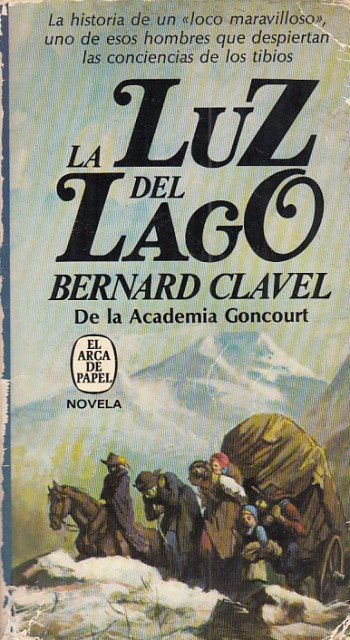 La historia de un «loco maravilloso»,
uno de esos hombres que despiertan
las conciencias de los tibios
LA LUZ
DEL
LAGO
BERNARD CLAVEL
De la Academia Goncourt
EL
ARCA
DE
PAPEL
NOVELA